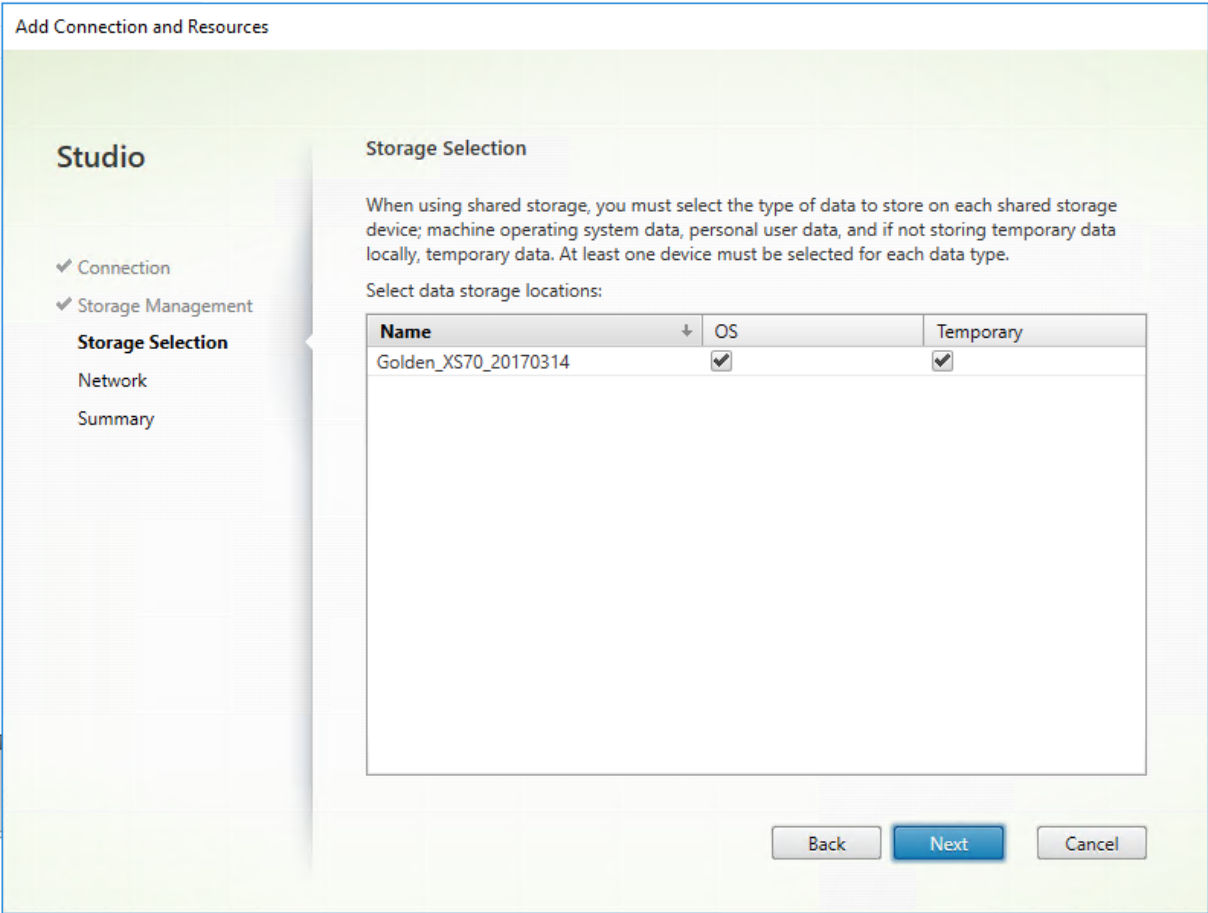 Add Connection and Resources
Studio
Connection
Storage Management
Storage Selection
Network
Summary
Storage Selection
When using shared storage, you must select the type of data to store on each shared storage
device; machine operating system data, personal user data, and if not storing temporary data
locally, temporary data. At least one device must be selected for each data type.
Select data storage locations:
Name OS Temporary
Golden_XS70_20170314
Back Next Cancel